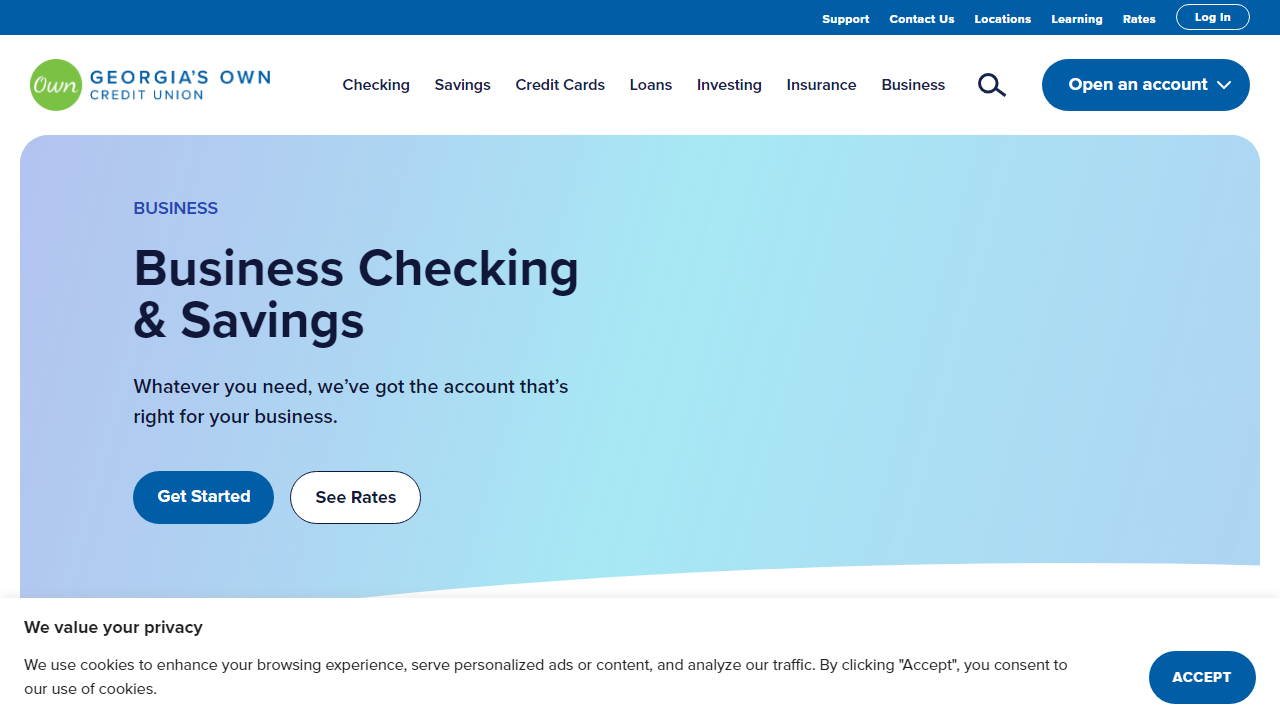 Support Contact Us Locations Learning Rates Log In
Own GEORGIA'S OWN
CREDIT UNION
Checking Savings Credit Cards Loans Investing Insurance Business
Open an account
BUSINESS
Business Checking
& Savings
Whatever you need, we’ve got the account that’s
right for your business.
Get Started See Rates
We value your privacy
We use cookies to enhance your browsing experience, serve personalized ads or content, and analyze our traffic. By clicking "Accept", you consent to
our use of cookies.
ACCEPT